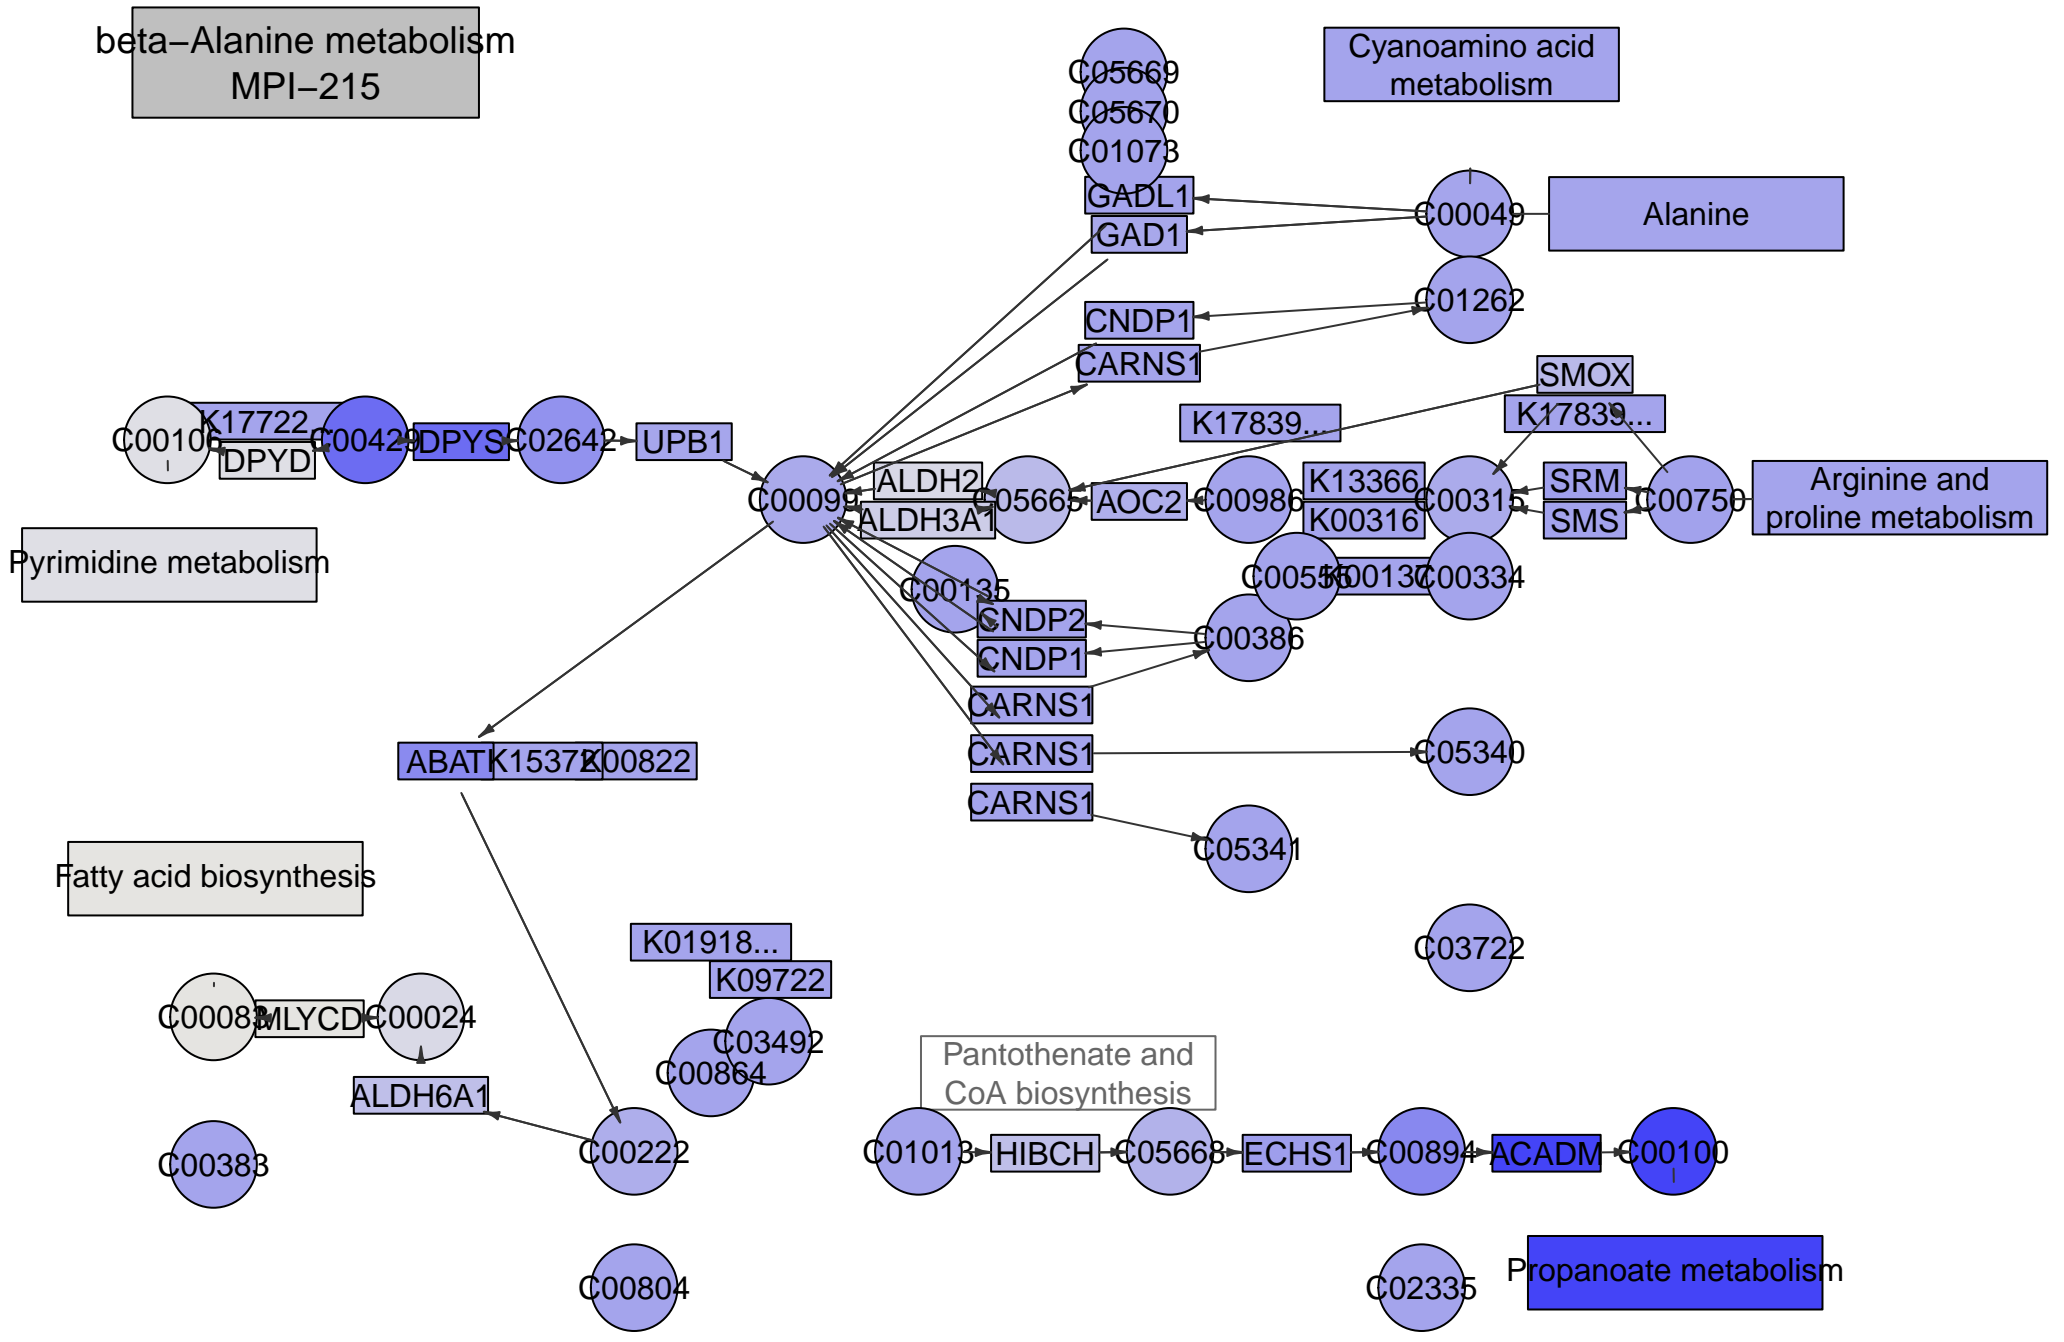 beta−Alanine metabolism
MPI−215
Cyanoamino acid
metabolism
C05669
C05670
C01073
GADL1
GAD1
C00049
Alanine
C01262
CNDP1
CARNS1
SMOX
K17839...
K17839...
C00106
K17722...
DPYD
C00429
DPYS
C02642
UPB1
C00099
ALDH2
ALDH3A1
C05665
AOC2
C00986
K13366
K00316
C00315
SRM
SMS
C00750
Arginine and
proline metabolism
Pyrimidine metabolism
C00135
C00555
K00137
C00334
CNDP2
CNDP1
C00386
CARNS1
CARNS1
CARNS1
C05340
C05341
ABAT
K15372
K00822
Fatty acid biosynthesis
K01918...
K09722
C03722
C00083
MLYCD
C00024
C03492
C00864
ALDH6A1
Pantothenate and
CoA biosynthesis
C00383
C00222
C01013
HIBCH
C05668
ECHS1
C00894
ACADM
C00100
C00804
C02335
Propanoate metabolism